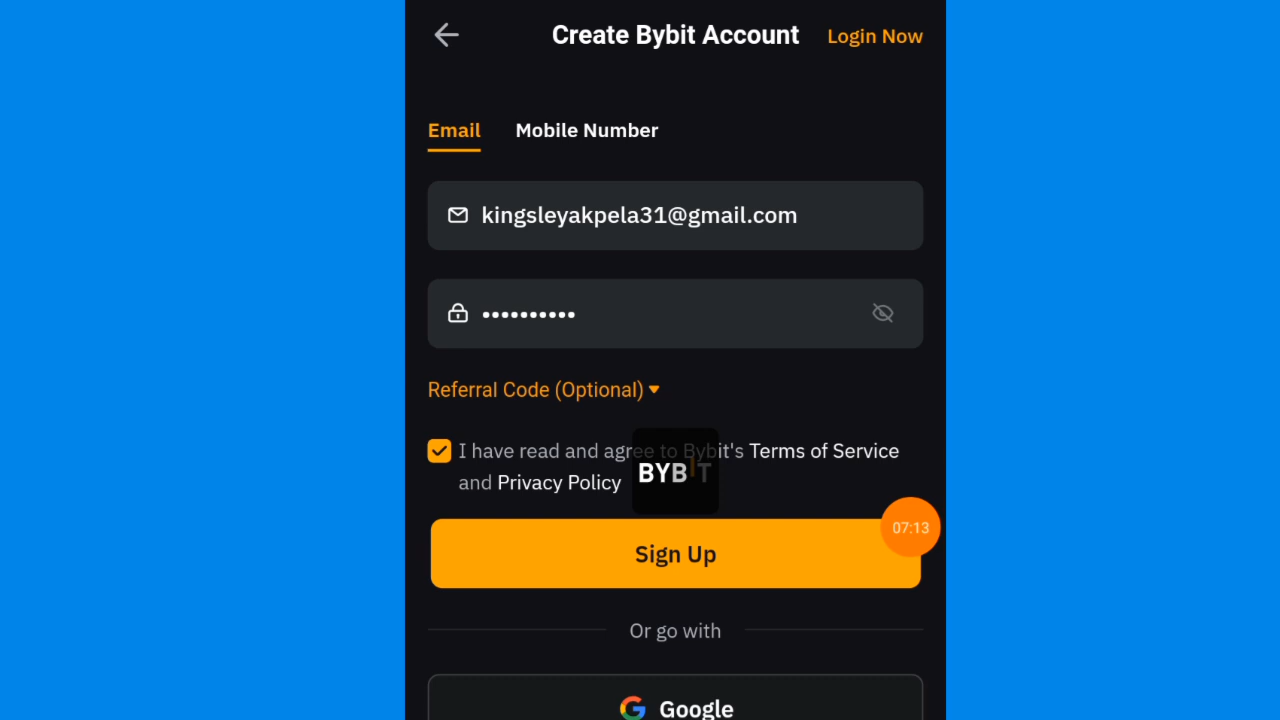 Create Bybit Account
Login Now
Email
Mobile Number
kingsleyakpela31@gmail.com
Referral Code (Optional)
I have read and agree to Bybit's Terms of Service
and Privacy Policy
BYBIT
07:13
Sign Up
Or go with
Google